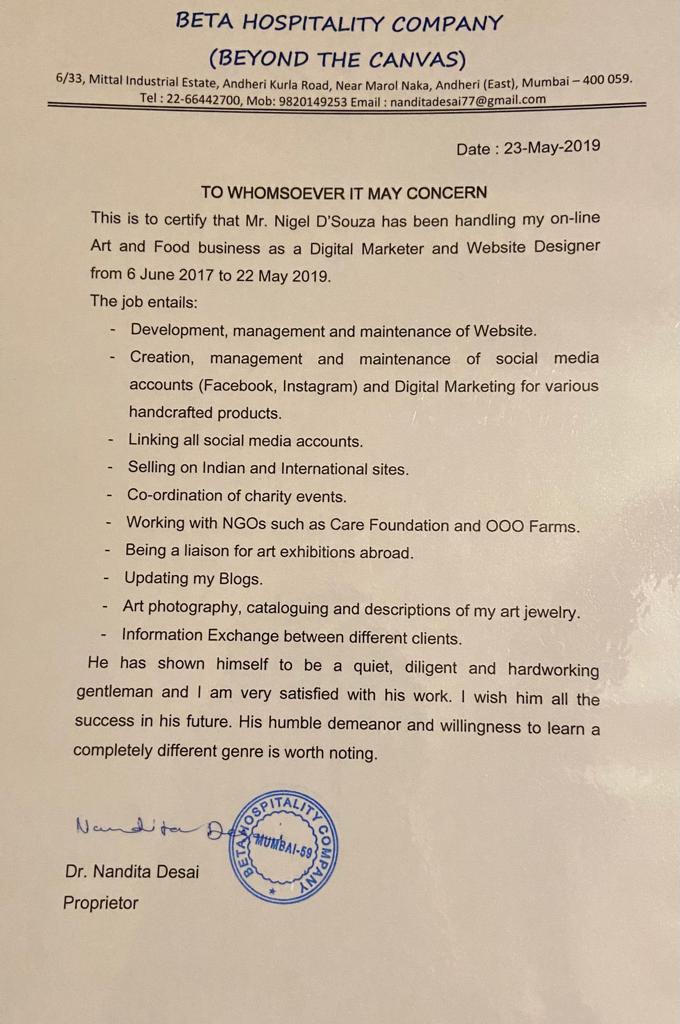 BETA HOSPITALITY COMPANY
(BEYOND THE CANVAS)
6/33, Mittal Industrial Estate, Andheri Kurla Road, Near Marol Naka, Andheri (East), Mumbai – 400 059.
Tel : 22-66442700, Mob: 9820149253 Email : nanditadesai77@gmail.com
Date : 23-May-2019
TO WHOMSOEVER IT MAY CONCERN
This is to certify that Mr. Nigel D'Souza has been handling my on-line
Art and Food business as a Digital Marketer and Website Designer
from 6 June 2017 to 22 May 2019.
The job entails:
- Development, management and maintenance of Website.
- Creation, management and maintenance of social media
accounts (Facebook, Instagram) and Digital Marketing for various
handcrafted products.
- Linking all social media accounts.
- Selling on Indian and International sites.
- Co-ordination of charity events.
- Working with NGOs such as Care Foundation and OOO Farms.
- Being a liaison for art exhibitions abroad.
- Updating my Blogs.
- Art photography, cataloguing and descriptions of my art jewelry.
- Information Exchange between different clients.
He has shown himself to be a quiet, diligent and hardworking
gentleman and I am very satisfied with his work. I wish him all the
success in his future. His humble demeanor and willingness to learn a
completely different genre is worth noting.
Nandita
BETA HOSPITALITY COMPANY
MUMBAI-59
Dr. Nandita Desai
Proprietor